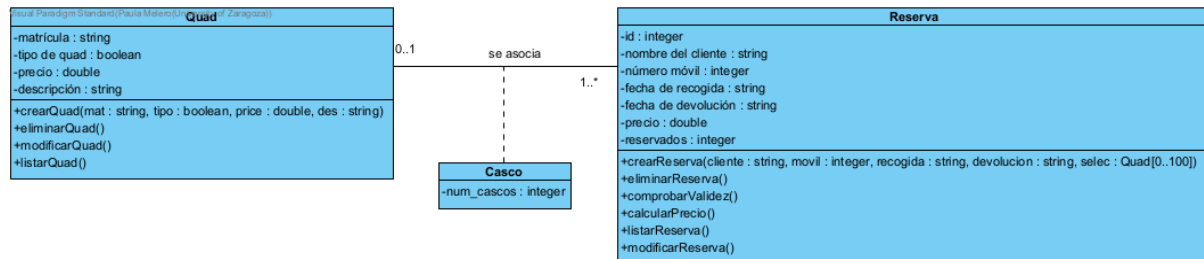 Visual Paradigm Standard(Paula Melero(University of Zaragoza))
Quad
-matrícula : string
-tipo de quad : boolean
-precio : double
-descripción : string
+crearQuad(mat : string, tipo : boolean, price : double, des : string)
+eliminarQuad()
+modificarQuad()
+listarQuad()
0..1
se asocia
1..*
Casco
-num_cascos : integer
Reserva
-id : integer
-nombre del cliente : string
-número móvil : integer
-fecha de recogida : string
-fecha de devolución : string
-precio : double
-reservados : integer
+crearReserva(cliente : string, movil : integer, recogida : string, devolucion : string, selec : Quad[0..100])
+eliminarReserva()
+comprobarValidez()
+calcularPrecio()
+listarReserva()
+modificarReserva()